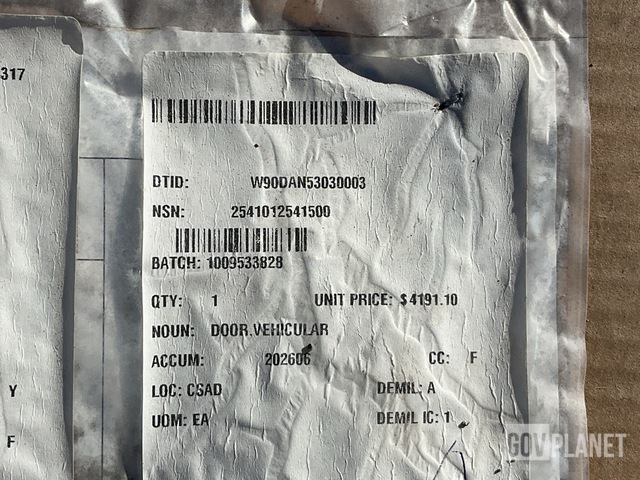 317
DTID: W90DAN53030003
NSN: 2541012541500
BATCH: 1009533828
QTY: 1 UNIT PRICE: $4191.10
NOUN: DOOR,VEHICULAR
ACCUM: 202606 CC: F
LOC: CSAD DEMIL: A
Y
UOM: EA DEMIL IC: 1
F
GOVPLANET